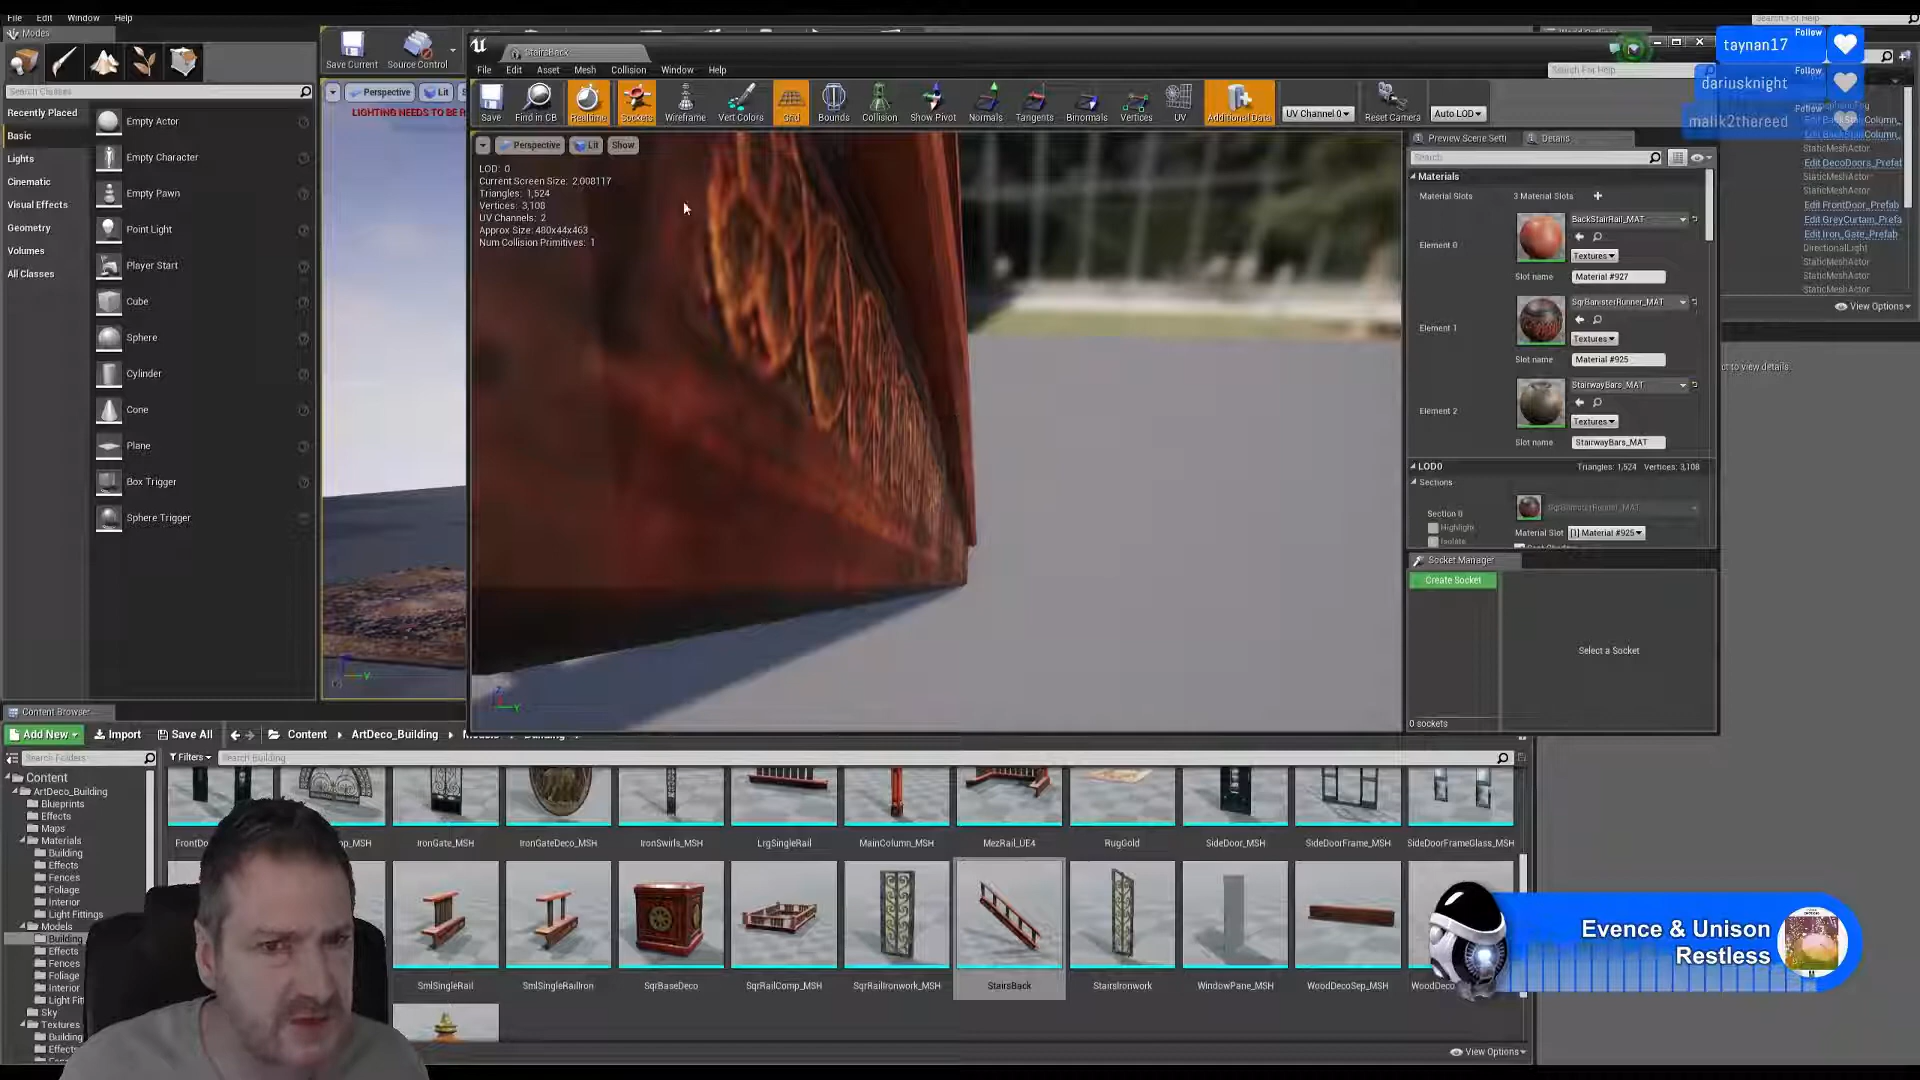 File Edit Window Help
Modes
Search Classes
Recently Placed
Basic
Lights
Cinematic
Visual Effects
Geometry
Volumes
All Classes
Empty Actor
Empty Character
Empty Pawn
Point Light
Player Start
Cube
Sphere
Cylinder
Cone
Plane
Box Trigger
Sphere Trigger
Save Current
Source Control
Perspective
Lit
LIGHTING NEEDS TO BE R
StairsBack
File Edit Asset Mesh Collision Window Help
Save
Find in CB
Realtime
Sockets
Wireframe
Vert Colors
Grid
Bounds
Collision
Show Pivot
Normals
Tangents
Binormals
Vertices
UV
Additional Data
UV Channel 0
Reset Camera
Auto LOD
Search For Help
Perspective Lit Show
LOD: 0
Current Screen Size: 2.008117
Triangles: 1,524
Vertices: 3,108
UV Channels: 2
Approx Size: 480x44x463
Num Collision Primitives: 1
Preview Scene Setti
Details
Search
Materials
Material Slots
3 Material Slots
Element 0
BackStairRail_MAT
Textures
Slot name
Material #927
Element 1
SqrBanisterRunner_MAT
Textures
Slot name
Material #925
Element 2
StairwayBars_MAT
Textures
Slot name
StairwayBars_MAT
LOD0
Triangles: 1,524 Vertices: 3,108
Sections
Section 0
Highlight
Isolate
SqrBanisterRunner_MAT
Material Slot
[1] Material #925
Socket Manager
Create Socket
Select a Socket
0 sockets
taynan17
Follow
dariusknight
Follow
malik2thereed
Follow
Edit DecoDoors_Prefat
StaticMeshActor
StaticMeshActor
Edit FrontDoor_Prefab
Edit GreyCurtain_Prefa
Edit Iron_Gate_Prefab
DirectionalLight
StaticMeshActor
StaticMeshActor
StaticMeshActor
View Options
ct to view details.
Content Browser
Add New
Import
Save All
Content
ArtDeco_Building
Search Folders
Filters
Search Building
Content
ArtDeco_Building
Blueprints
Effects
Maps
Materials
Building
Effects
Fences
Foliage
Interior
Light Fittings
Models
Building
Effects
Fences
Foliage
Interior
Light Fit
Sky
Textures
Building
Effects
FrontDo
p_MSH
IronGate_MSH
IronGateDeco_MSH
IronSwirls_MSH
LrgSingleRail
MainColumn_MSH
MezRail_UE4
RugGold
SideDoor_MSH
SideDoorFrame_MSH
SideDoorFrameGlass_MSH
SmlSingleRail
SmlSingleRailIron
SqrBaseDeco
SqrRailComp_MSH
SqrRailIronwork_MSH
StairsBack
StairsIronwork
WindowPane_MSH
WoodDecoSep_MSH
WoodDeco
View Options
Evence & Unison
Restless